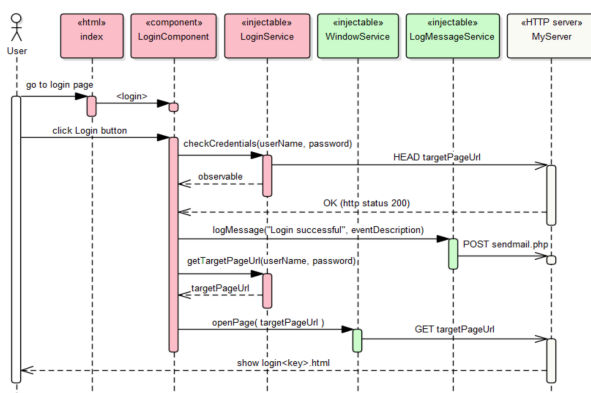 «html»
index
«component»
LoginComponent
«injectable»
LoginService
«injectable»
WindowService
«injectable»
LogMessageService
«HTTP server»
MyServer
User
go to login page
<login>
click Login button
checkCredentials(userName, password)
HEAD targetPageUrl
observable
OK (http status 200)
logMessage("Login successful", eventDescription)
POST sendmail.php
getTargetPageUrl(userName, password)
targetPageUrl
openPage( targetPageUrl )
GET targetPageUrl
show login<key>.html